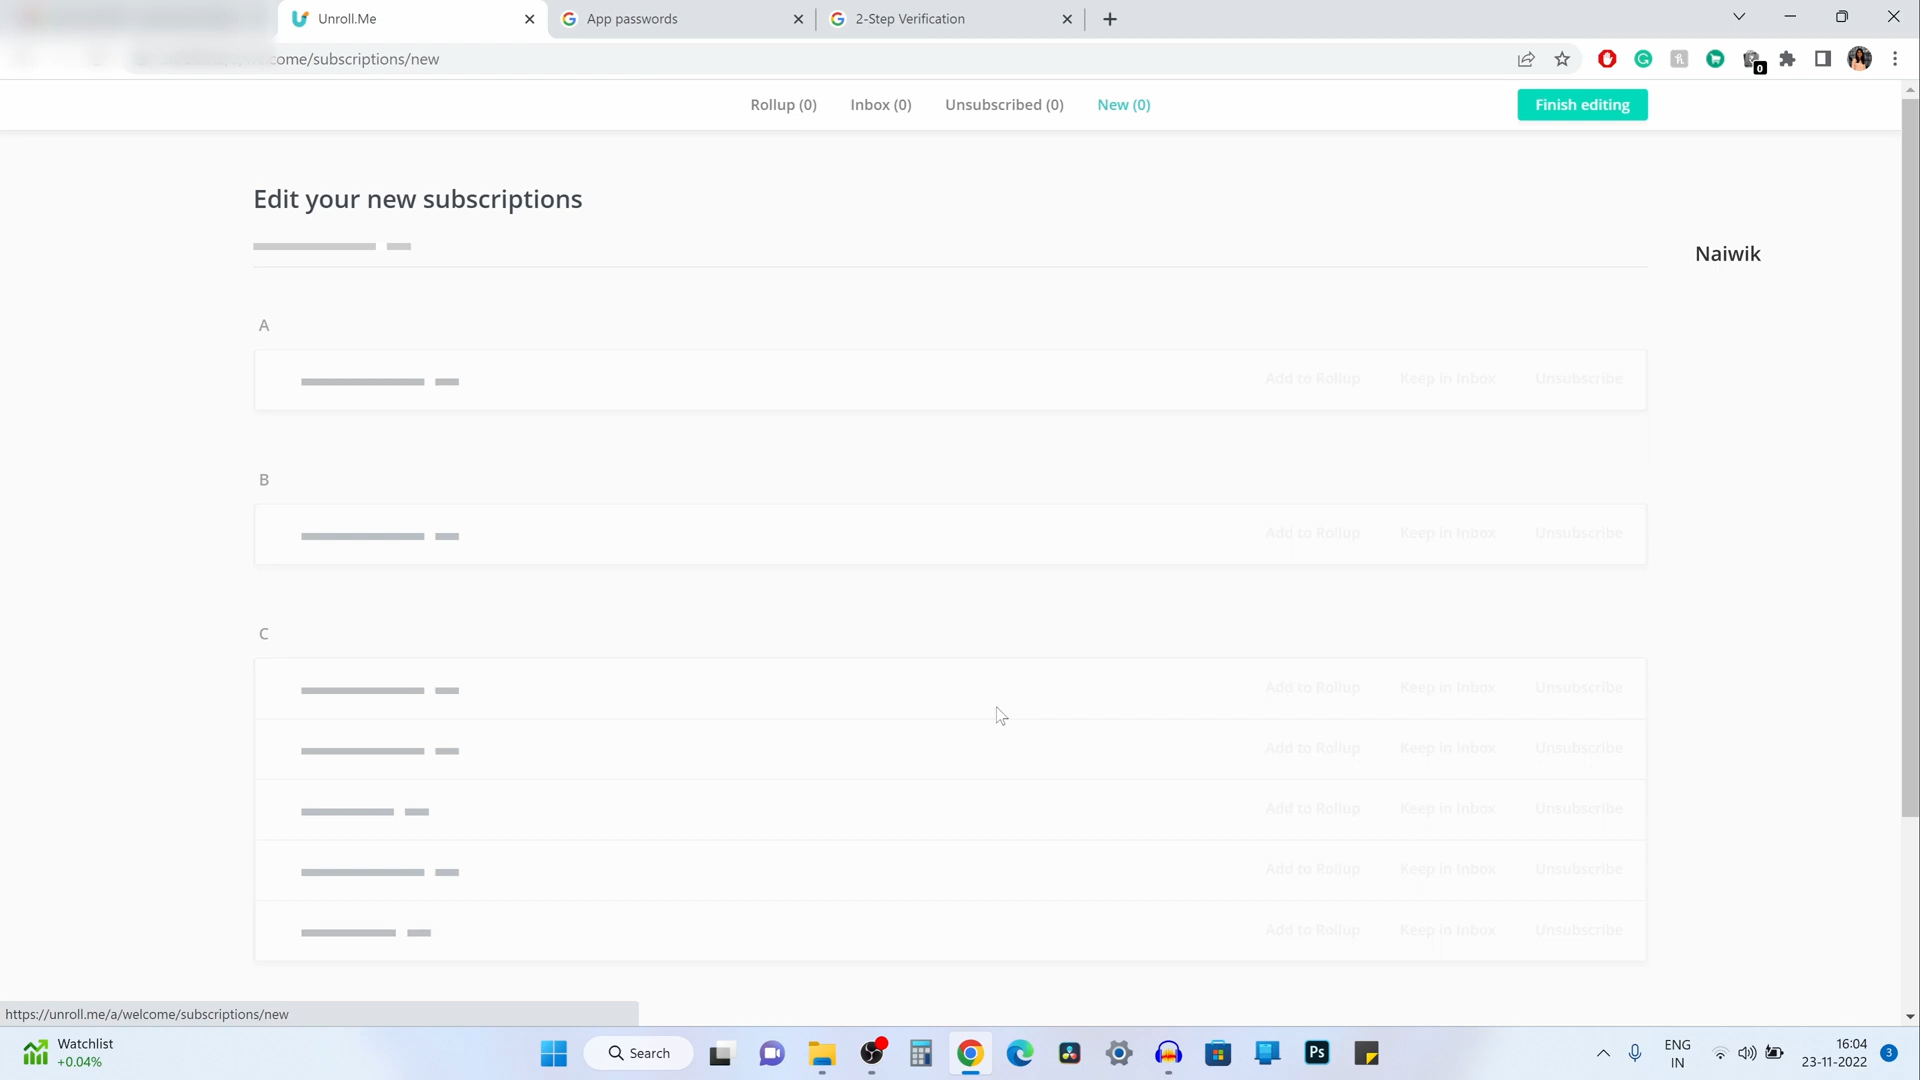 Unroll.Me
App passwords
2-Step Verification
come/subscriptions/new
0
Rollup (0)
Inbox (0)
Unsubscribed (0)
New (0)
Finish editing
Edit your new subscriptions
Naiwik
A
Add to Rollup
Keep in Inbox
Unsubscribe
B
Add to Rollup
Keep in Inbox
Unsubscribe
C
Add to Rollup
Keep in Inbox
Unsubscribe
Add to Rollup
Keep in Inbox
Unsubscribe
Add to Rollup
Keep in Inbox
Unsubscribe
Add to Rollup
Keep in Inbox
Unsubscribe
Add to Rollup
Keep in Inbox
Unsubscribe
https://unroll.me/a/welcome/subscriptions/new
Watchlist
+0.04%
Search
Ps
ENG
IN
16:04
23-11-2022
3